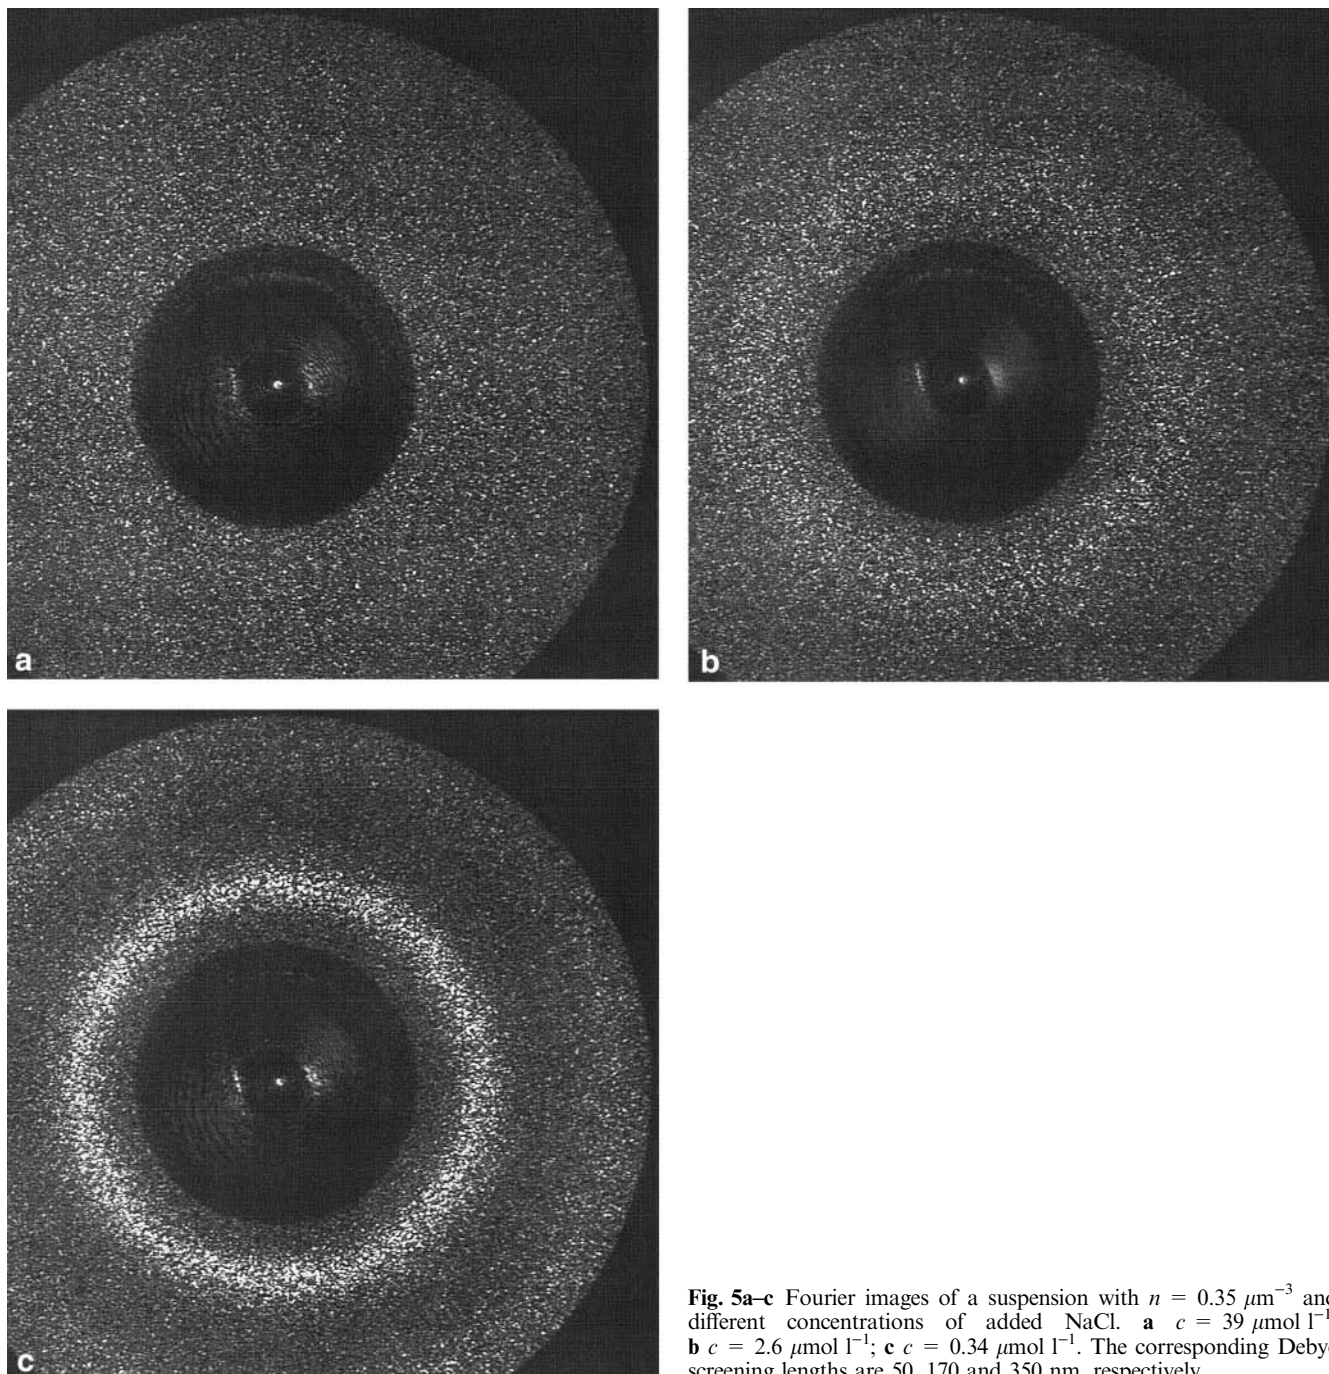 a
b
c
Fig. 5a–c Fourier images of a suspension with n = 0.35 μm⁻³ and
different concentrations of added NaCl. a c = 39 μmol l⁻¹
b c = 2.6 μmol l⁻¹; c c = 0.34 μmol l⁻¹. The corresponding Debye
screening lengths are 50, 170 and 350 nm, respectively